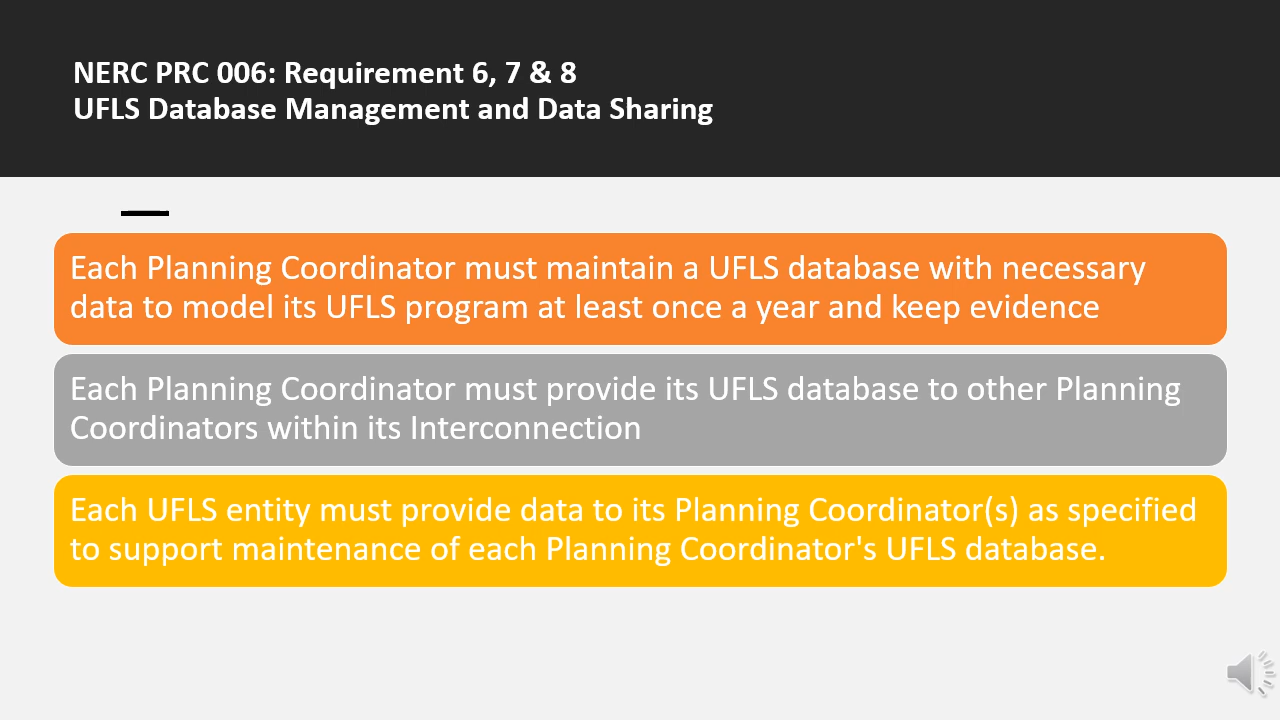 NERC PRC 006: Requirement 6, 7 & 8
UFLS Database Management and Data Sharing
Each Planning Coordinator must maintain a UFLS database with necessary
data to model its UFLS program at least once a year and keep evidence
Each Planning Coordinator must provide its UFLS database to other Planning
Coordinators within its Interconnection
Each UFLS entity must provide data to its Planning Coordinator(s) as specified
to support maintenance of each Planning Coordinator's UFLS database.